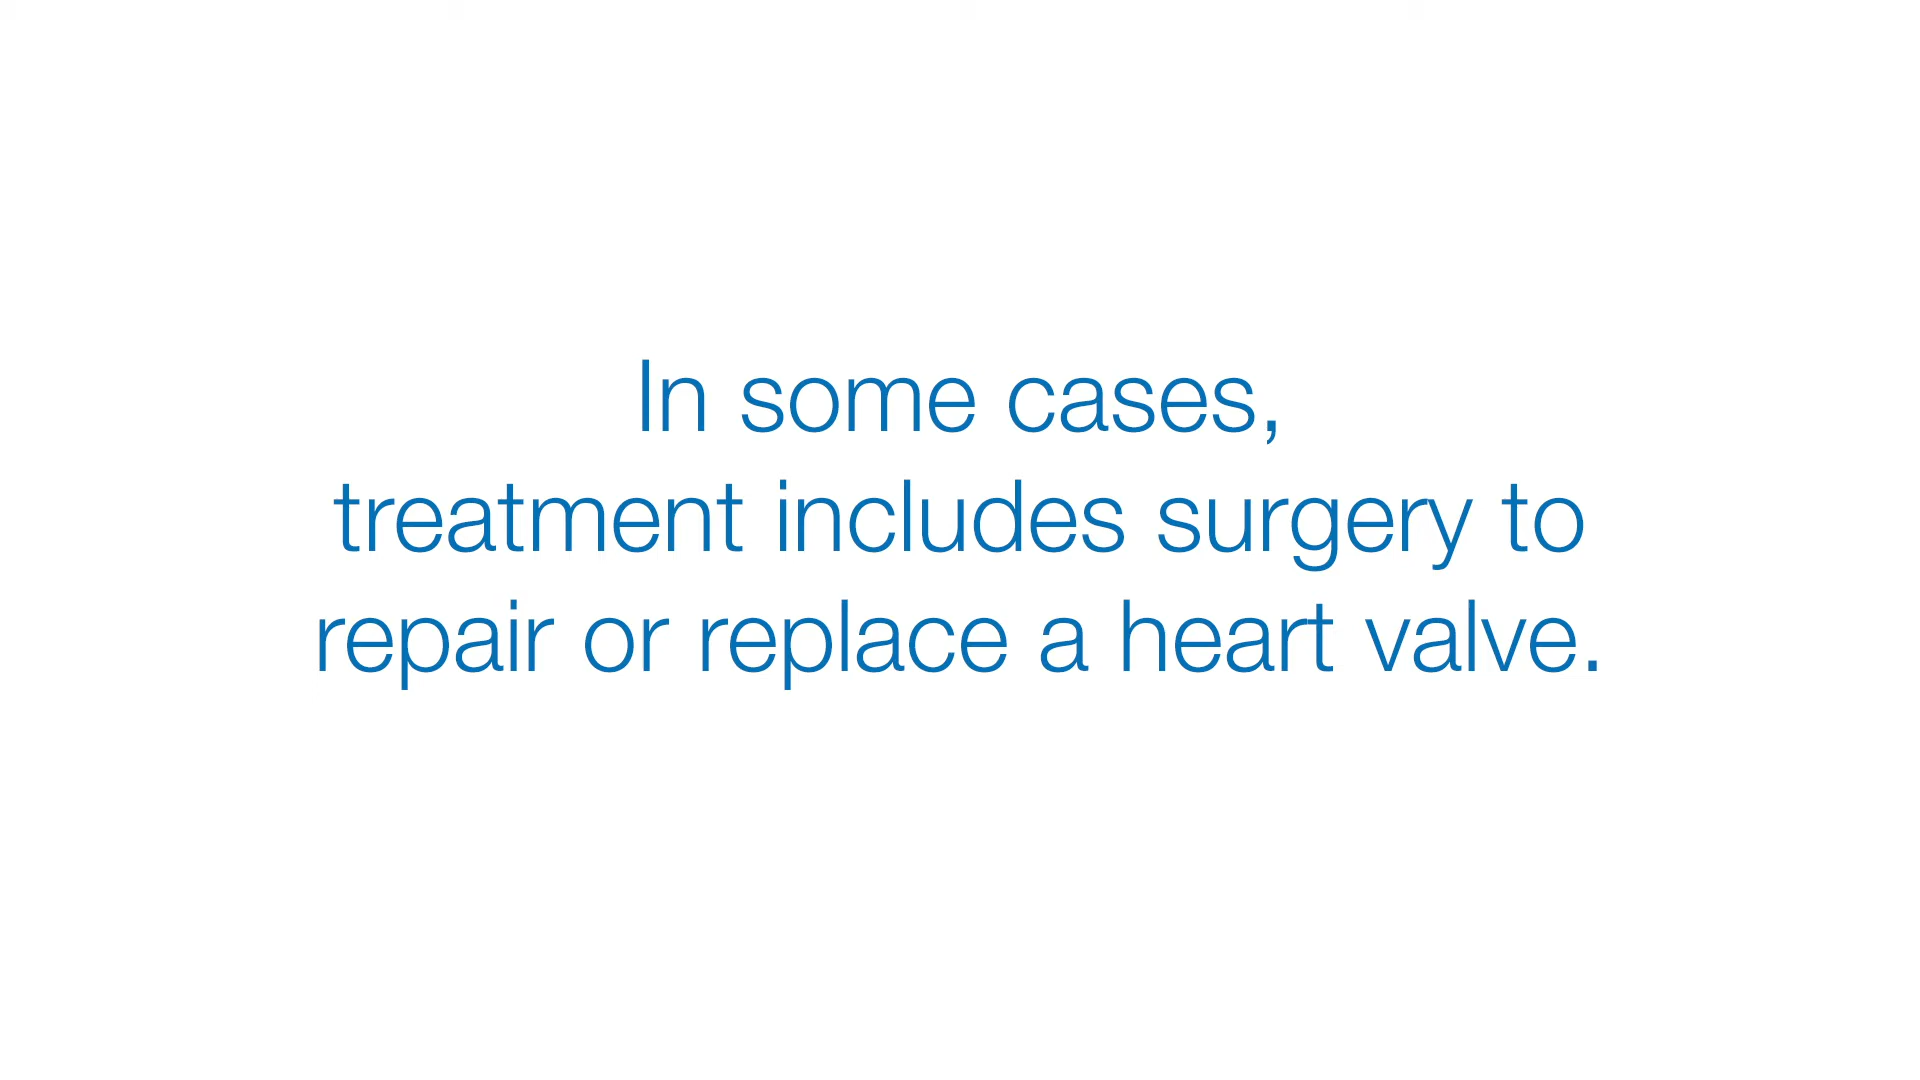 In some cases,
treatment includes surgery to
repair or replace a heart valve.